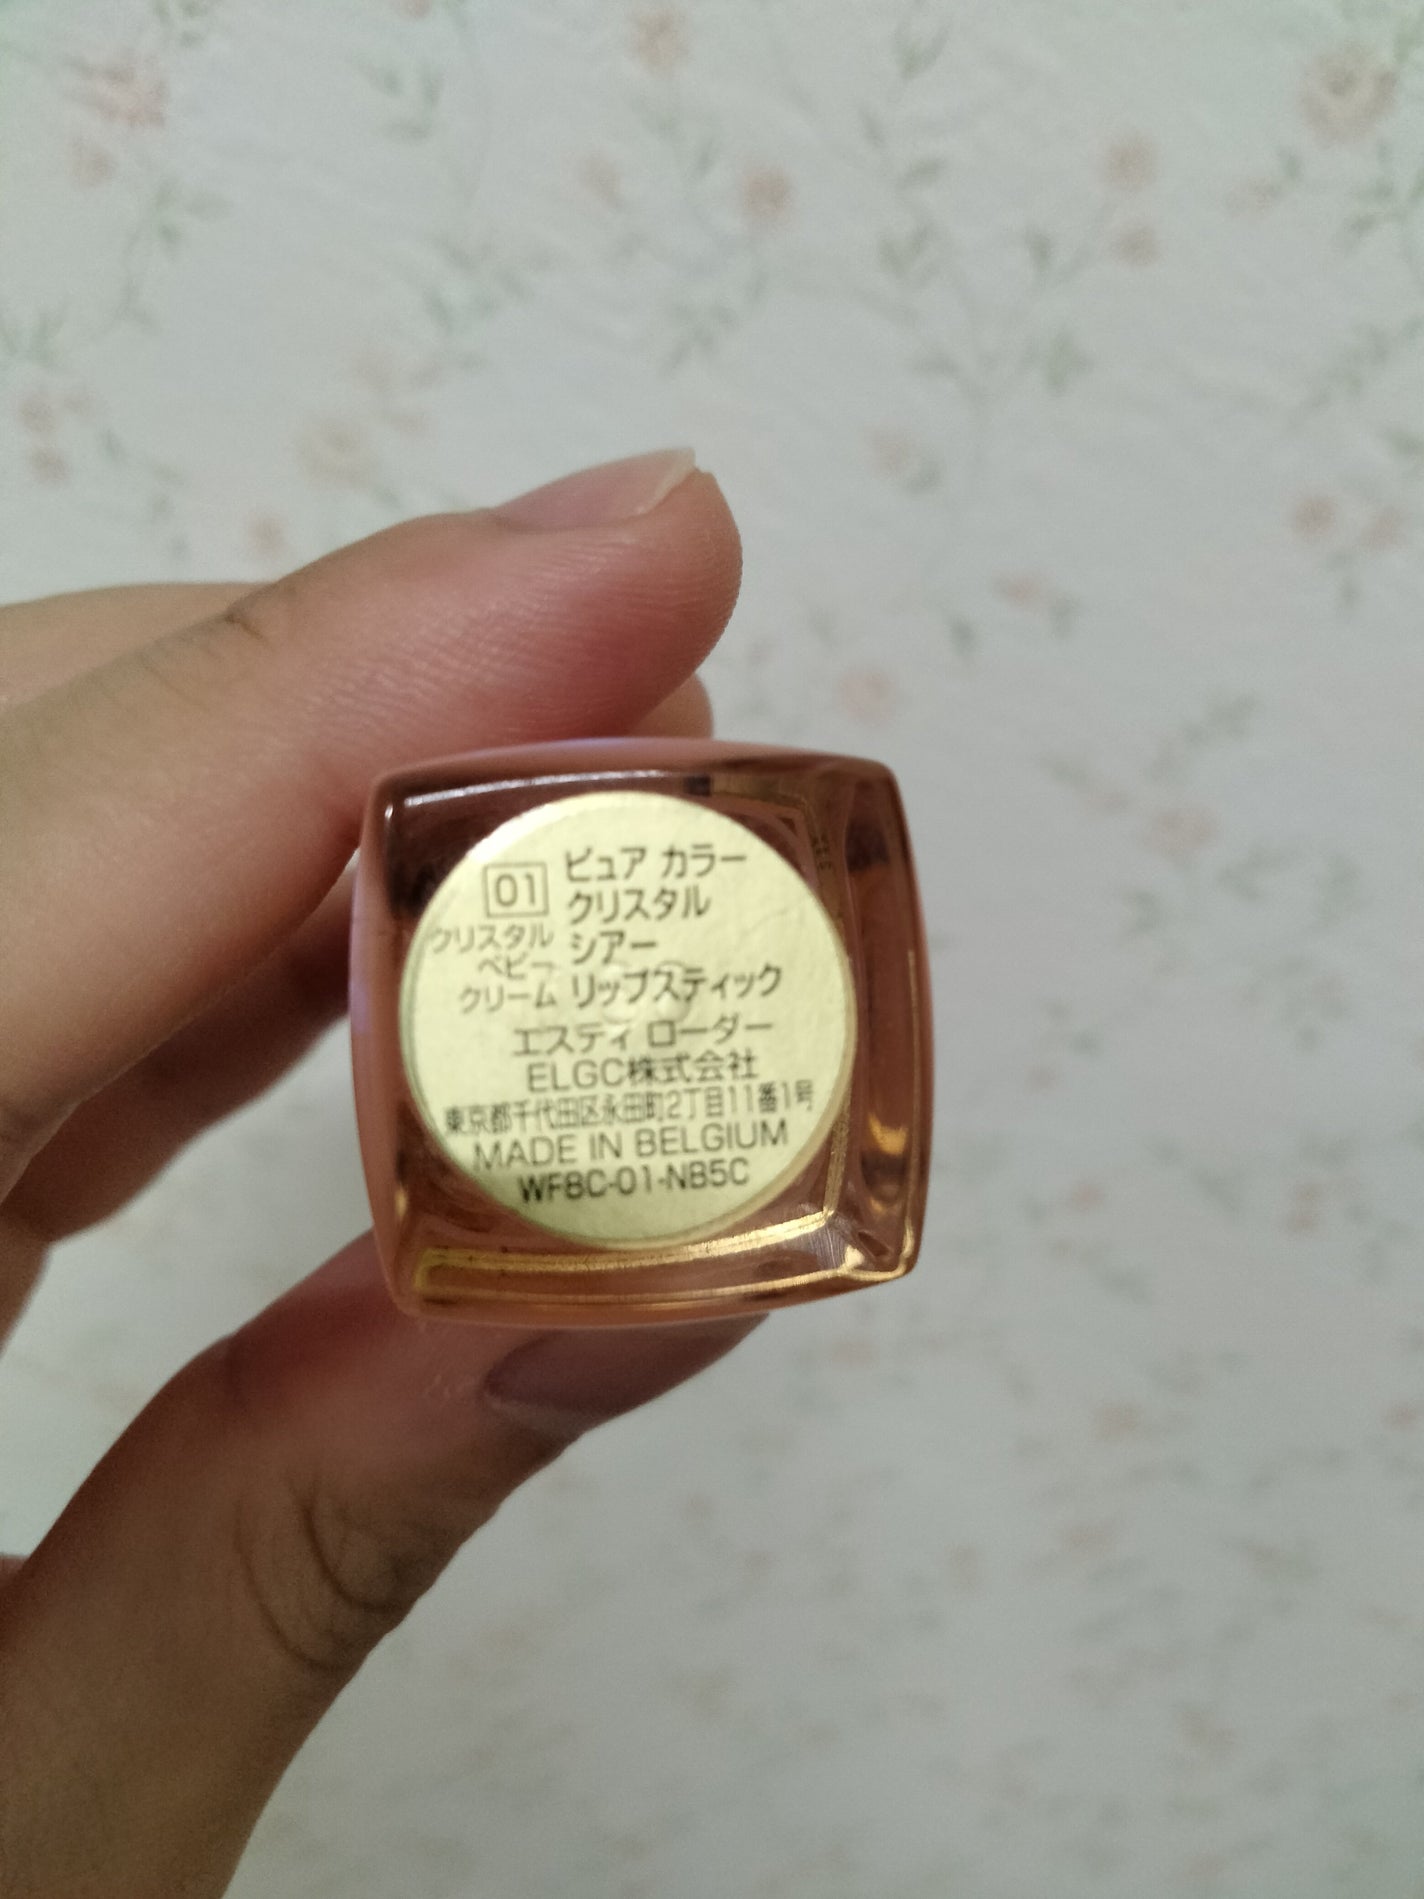 01
クリスタル
ベビー
クリーム
ピュア カラー
クリスタル
シアー
リップスティック
エスティ ローダー
ELGC株式会社
東京都千代田区永田町2丁目11番1号
MADE IN BELGIUM
WF8C-01-NB5C